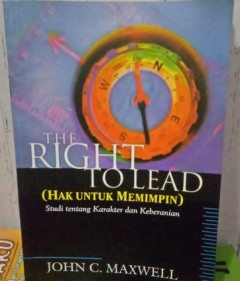 THE
RIGHT
TO LEAD
(HAK UNTUK MEMIMPIN)
Studi tentang Karakter dan Keberanian
JOHN C. MAXWELL